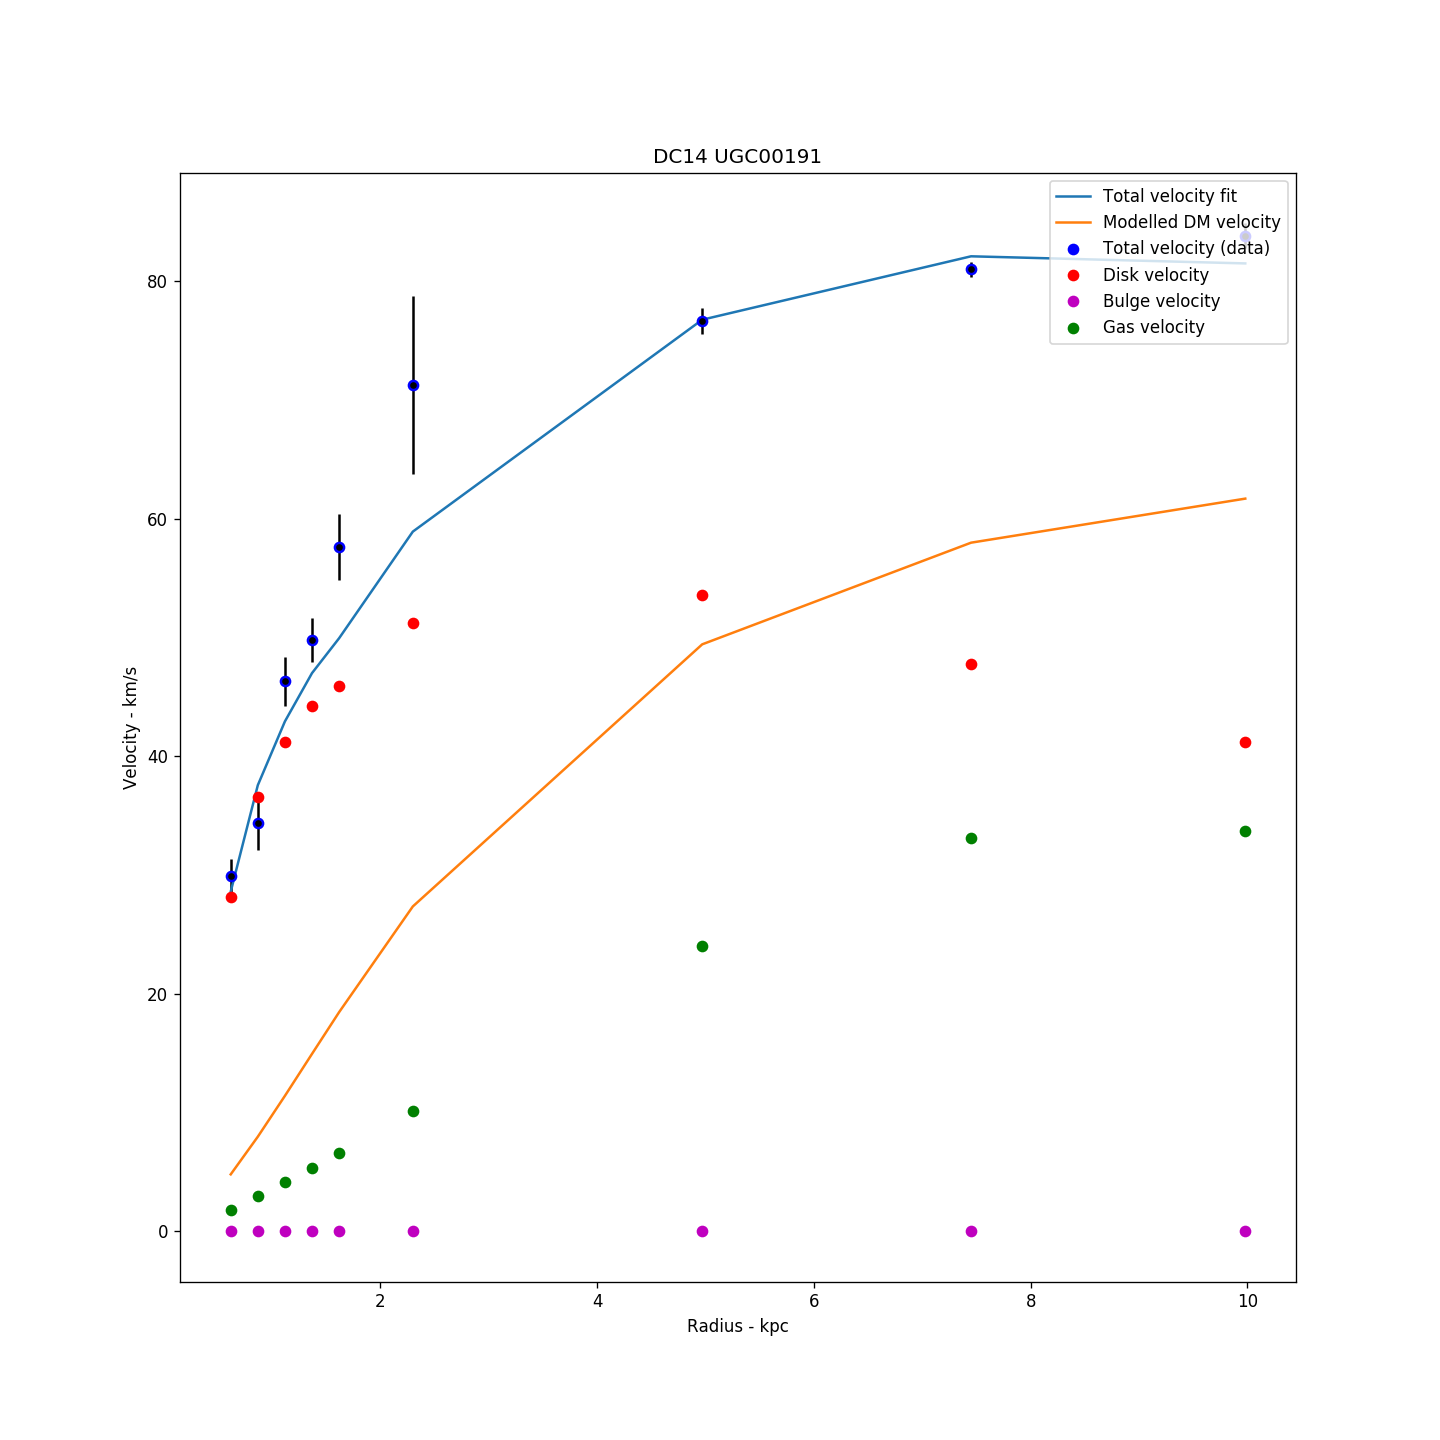 DC14 UGC00191
Total velocity fit
Modelled DM velocity
Total velocity (data)
Disk velocity
Bulge velocity
Gas velocity
80
60
40
20
0
Velocity - km/s
2 4 6 8 10
Radius - kpc